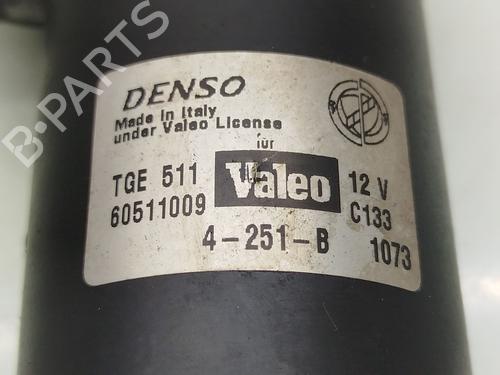 DENSO
Made in Italy
under Valeo License
für
TGE 511 Valeo 12 V
60511009 C133
4-251-B 1073
B-PARTS